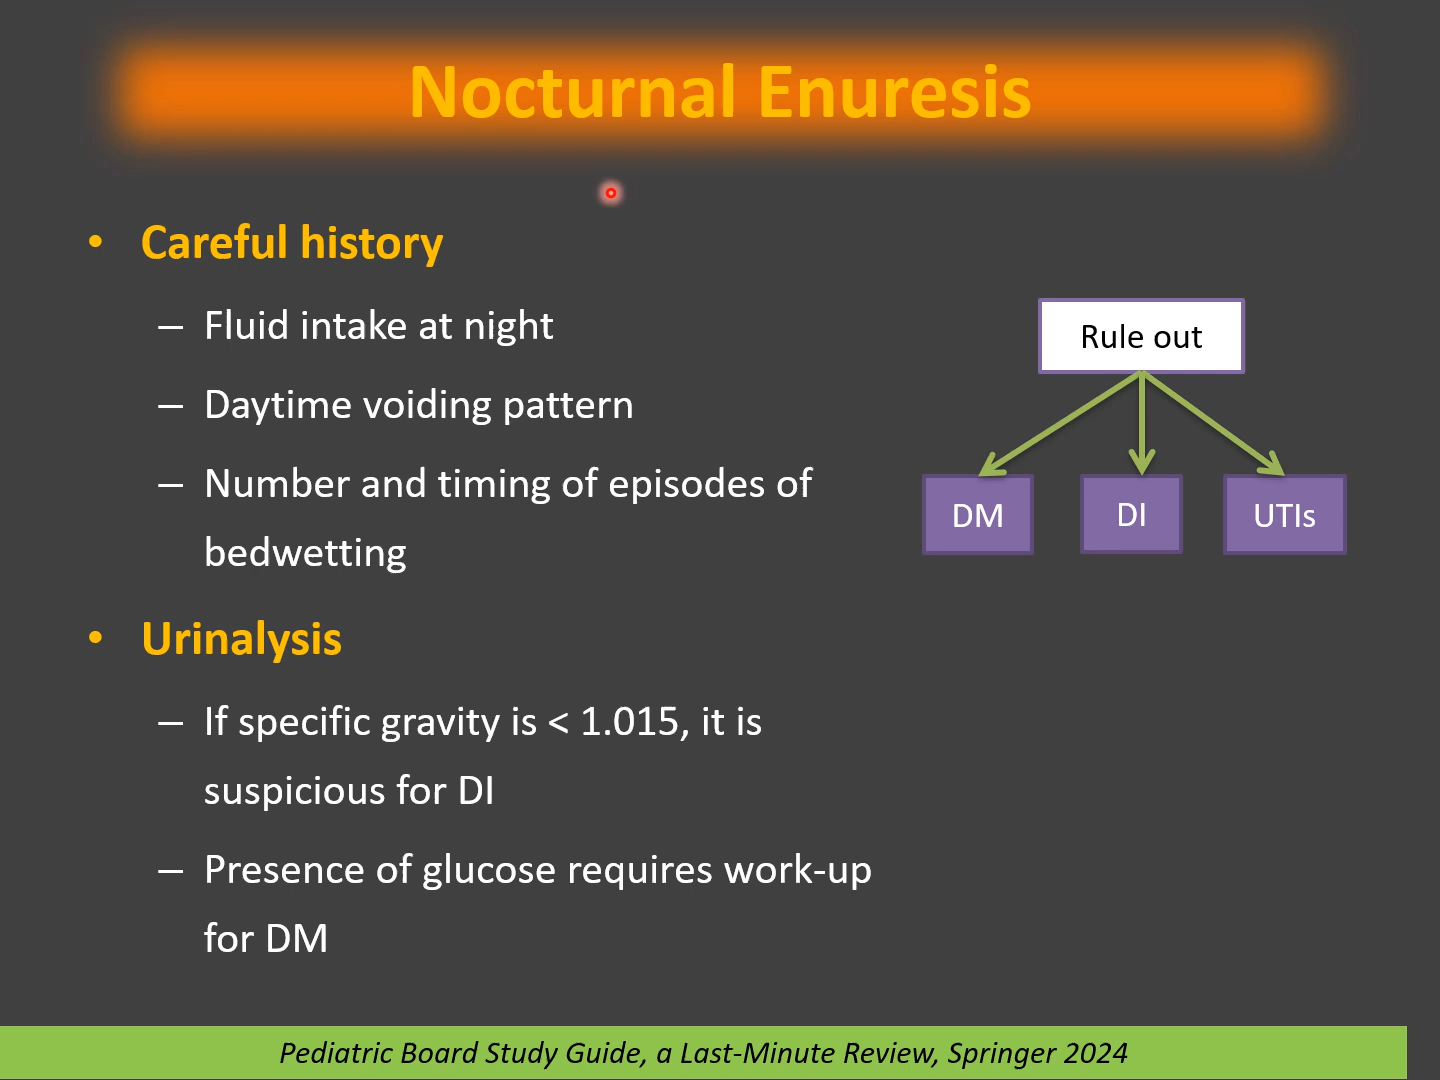 Nocturnal Enuresis
• Careful history
– Fluid intake at night
– Daytime voiding pattern
– Number and timing of episodes of
bedwetting
• Urinalysis
– If specific gravity is < 1.015, it is
suspicious for DI
– Presence of glucose requires work-up
for DM
Rule out
DM
DI
UTIs
Pediatric Board Study Guide, a Last-Minute Review, Springer 2024